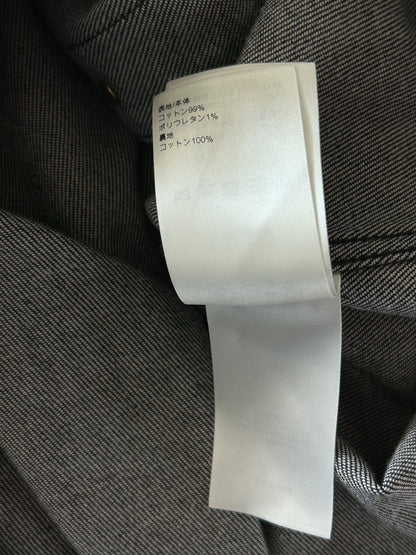 表地/本体
コットン99%
ポリウレタン1%
裏地
コットン100%